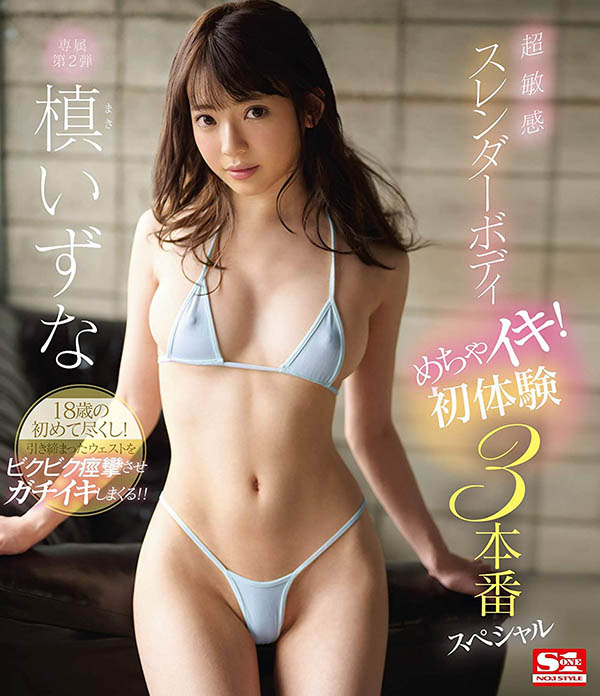 専属
第2弾
槙いずな
まき
超敏感
スレンダーボディ
めちゃイキ!
初体験
3本番
スペシャル
18歳の
初めて尽くし!
引き締まったウェストを
ビクビク痙攣させ
ガチイキしまくる!!
S1
ONE
NO.1 STYLE